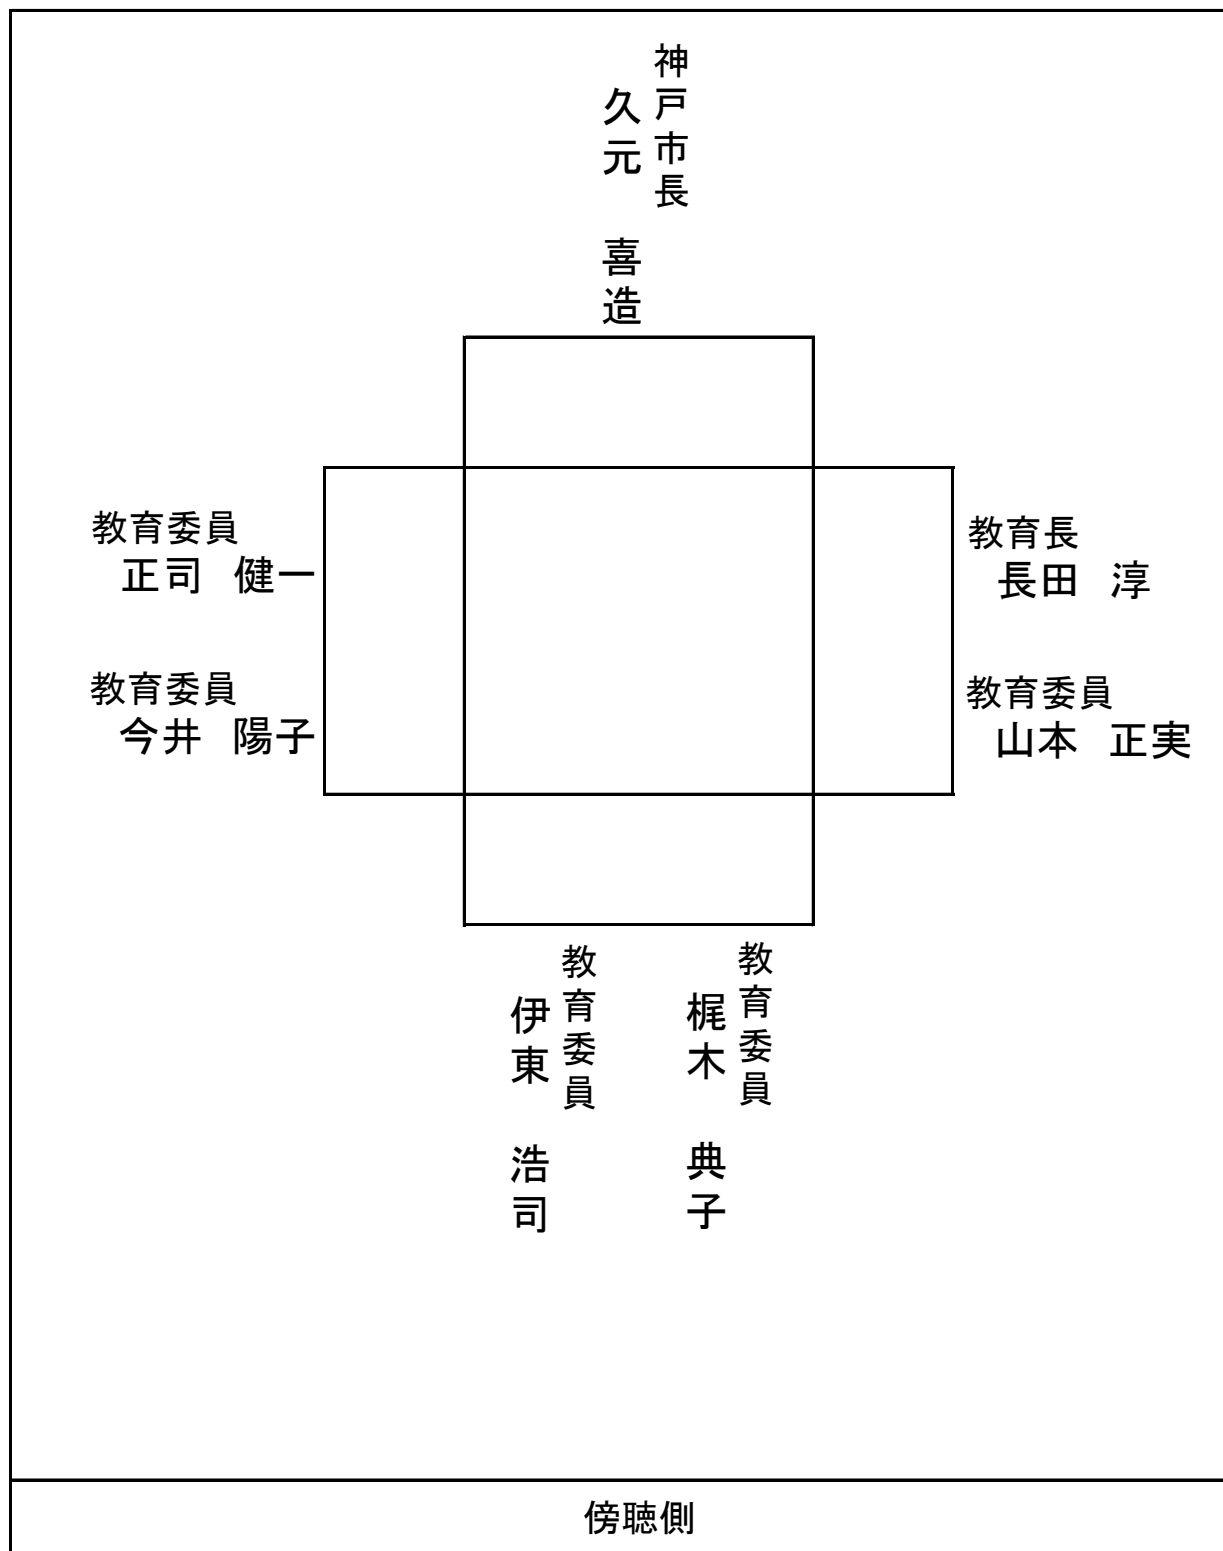 神戸市長
久元　喜造
教育委員
正司　健一
教育長
長田　淳
教育委員
今井　陽子
教育委員
山本　正実
教育委員
梶木　典子
教育委員
伊東　浩司
傍聴側